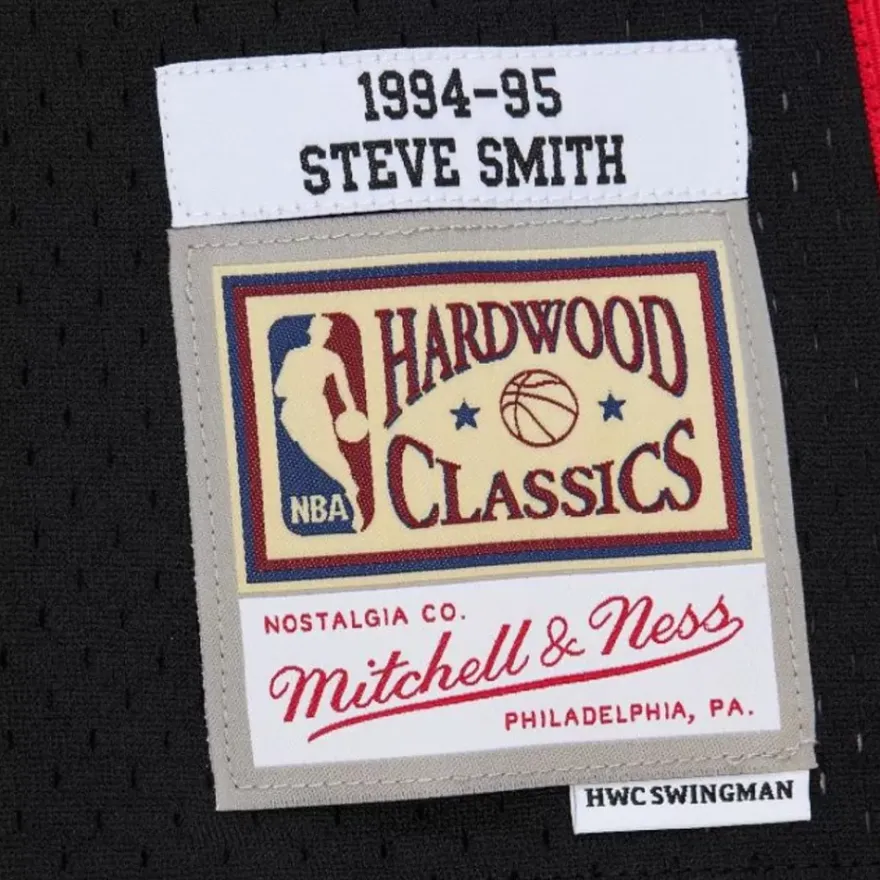 1994-95
STEVE SMITH
HARDWOOD
CLASSICS
NBA
NOSTALGIA CO.
Mitchell & Ness
PHILADELPHIA, PA.
HWC SWINGMAN